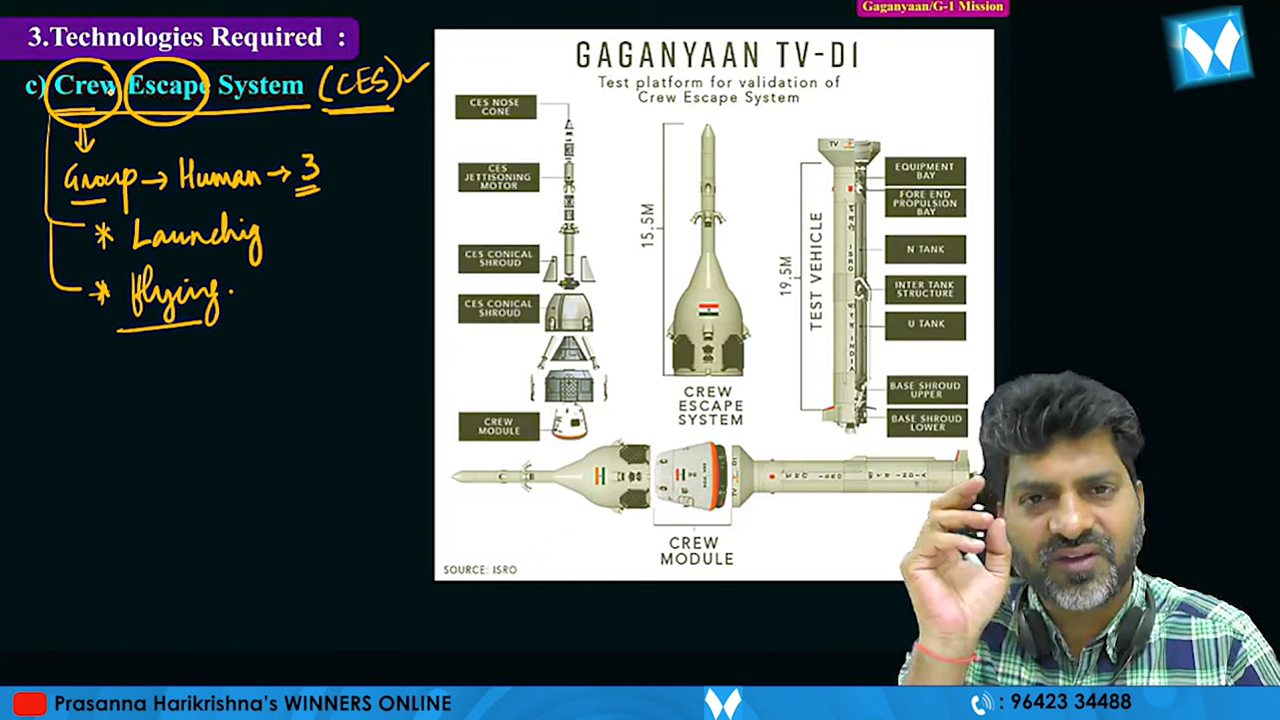 Gaganyaan/G-1 Mission
3.Technologies Required :
c) Crew Escape System (CES)
Group → Human → 3
* Launchig
* Flying.
GAGANYAAN TV-D1
Test platform for validation of
Crew Escape System
CES NOSE
CONE
CES
JETTISONING
MOTOR
CES CONICAL
SHROUD
CES CONICAL
SHROUD
CREW
MODULE
15.5M
CREW
ESCAPE
SYSTEM
19.5M
TEST VEHICLE
TV
EQUIPMENT
BAY
FORE END
PROPULSION
BAY
N TANK
INTER TANK
STRUCTURE
U TANK
BASE SHROUD
UPPER
BASE SHROUD
LOWER
CREW
MODULE
SOURCE: ISRO
Prasanna Harikrishna's WINNERS ONLINE
: 96423 34488